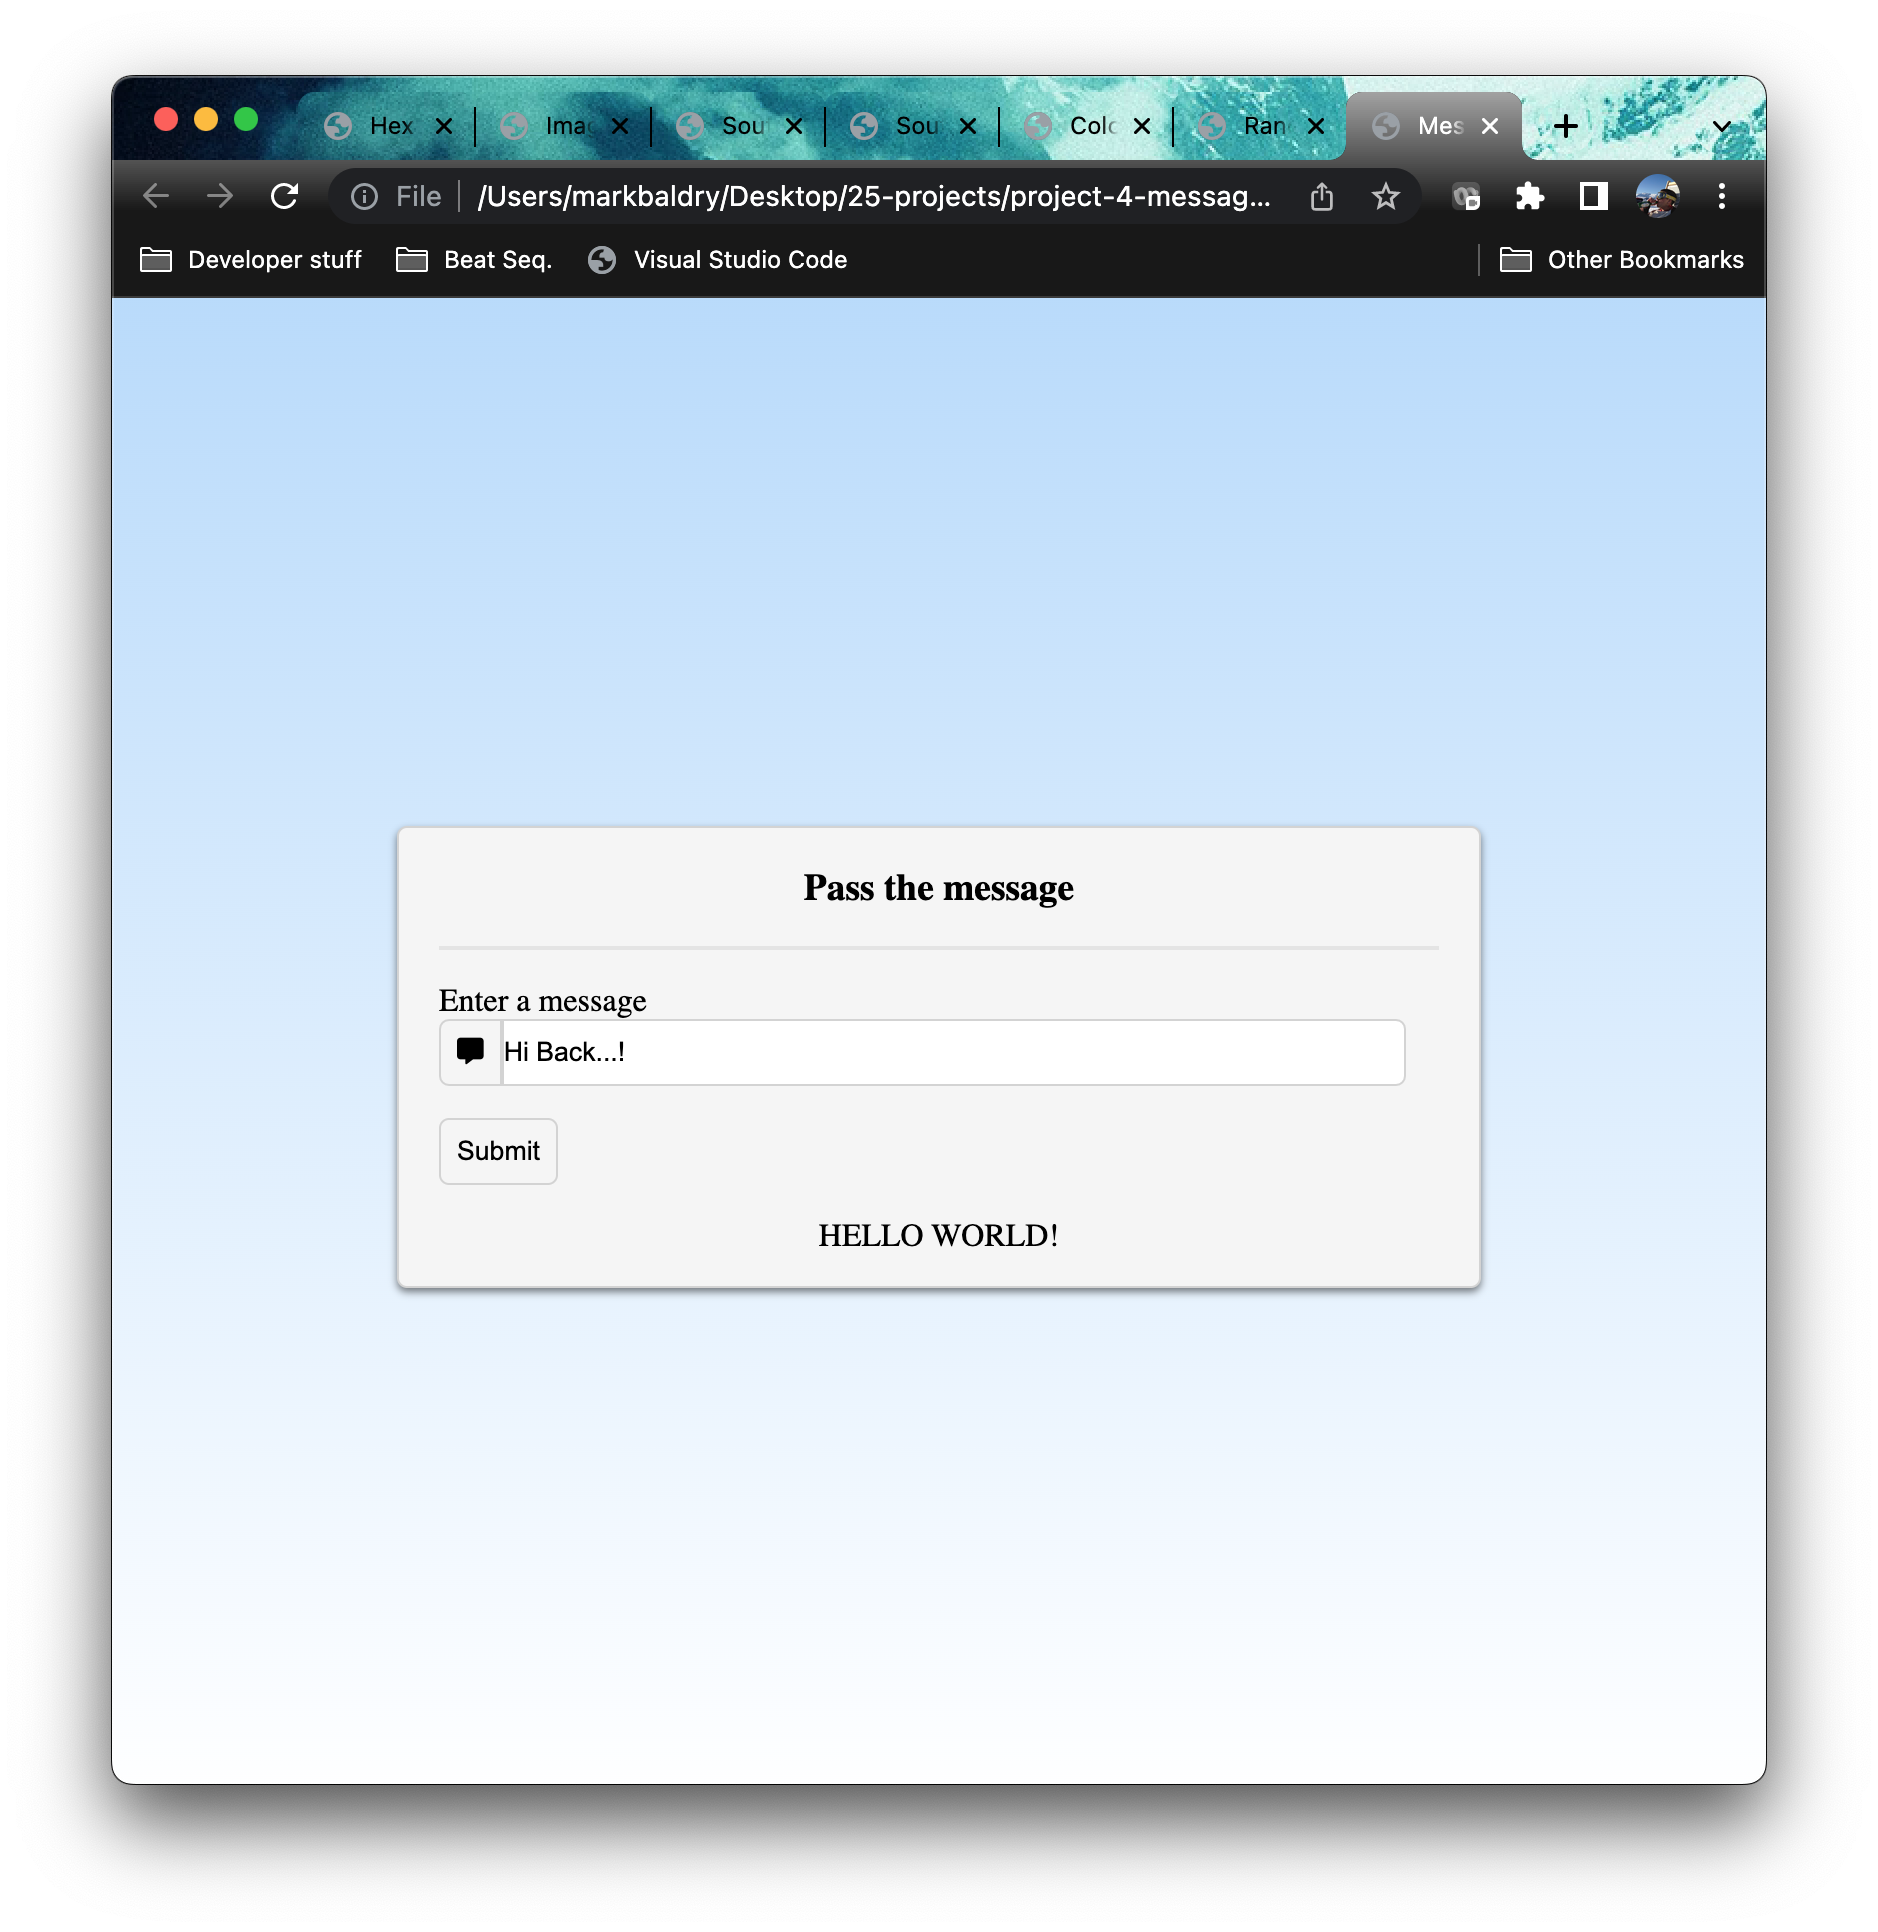 Hex
Imag
Sou
Sou
Colo
Ran
Mes
File
/Users/markbaldry/Desktop/25-projects/project-4-messag...
Developer stuff
Beat Seq.
Visual Studio Code
Other Bookmarks
Pass the message
Enter a message
Hi Back...!
Submit
HELLO WORLD!